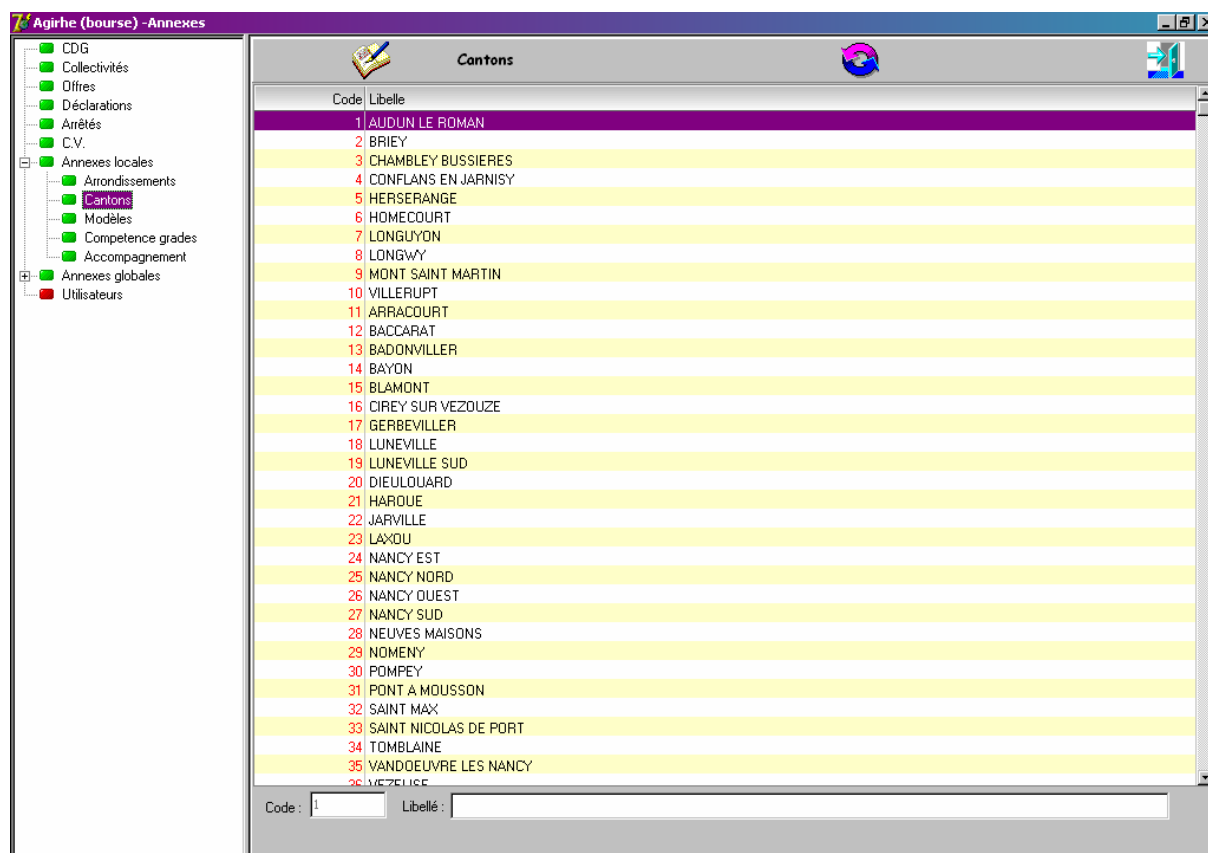 Agirhe (bourse) -Annexes
CDG
Collectivités
Offres
Déclarations
Arrêtés
C.V.
Annexes locales
Arrondissements
Cantons
Modèles
Competence grades
Accompagnement
Annexes globales
Utilisateurs
Cantons
Code Libelle
1 AUDUN LE ROMAN
2 BRIEY
3 CHAMBLEY BUSSIERES
4 CONFLANS EN JARNISY
5 HERSERANGE
6 HOMECOURT
7 LONGUYON
8 LONGWY
9 MONT SAINT MARTIN
10 VILLERUPT
11 ARRACOURT
12 BACCARAT
13 BADONVILLER
14 BAYON
15 BLAMONT
16 CIREY SUR VEZOUZE
17 GERBEVILLER
18 LUNEVILLE
19 LUNEVILLE SUD
20 DIEULOUARD
21 HAROUE
22 JARVILLE
23 LAXOU
24 NANCY EST
25 NANCY NORD
26 NANCY OUEST
27 NANCY SUD
28 NEUVES MAISONS
29 NOMENY
30 POMPEY
31 PONT A MOUSSON
32 SAINT MAX
33 SAINT NICOLAS DE PORT
34 TOMBLAINE
35 VANDOEUVRE LES NANCY
36 VEZELISE
Code : 1 Libellé :